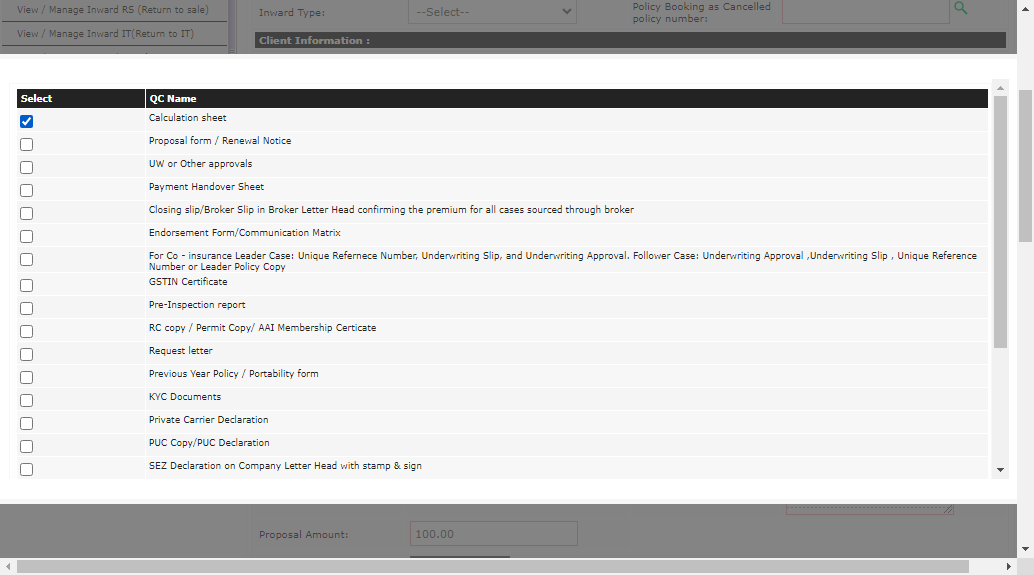 View / Manage Inward RS (Return to sale)
View / Manage Inward IT(Return to IT)
Inward Type:
--Select--
Policy Booking as Cancelled
policy number:
Client Information :
Select QC Name
Calculation sheet
Proposal form / Renewal Notice
UW or Other approvals
Payment Handover Sheet
Closing slip/Broker Slip in Broker Letter Head confirming the premium for all cases sourced through broker
Endorsement Form/Communication Matrix
For Co - insurance Leader Case: Unique Refernece Number, Underwriting Slip, and Underwriting Approval. Follower Case: Underwriting Approval ,Underwriting Slip , Unique Reference
Number or Leader Policy Copy
GSTIN Certificate
Pre-Inspection report
RC copy / Permit Copy/ AAI Membership Certicate
Request letter
Previous Year Policy / Portability form
KYC Documents
Private Carrier Declaration
PUC Copy/PUC Declaration
SEZ Declaration on Company Letter Head with stamp & sign
Proposal Amount:
100.00